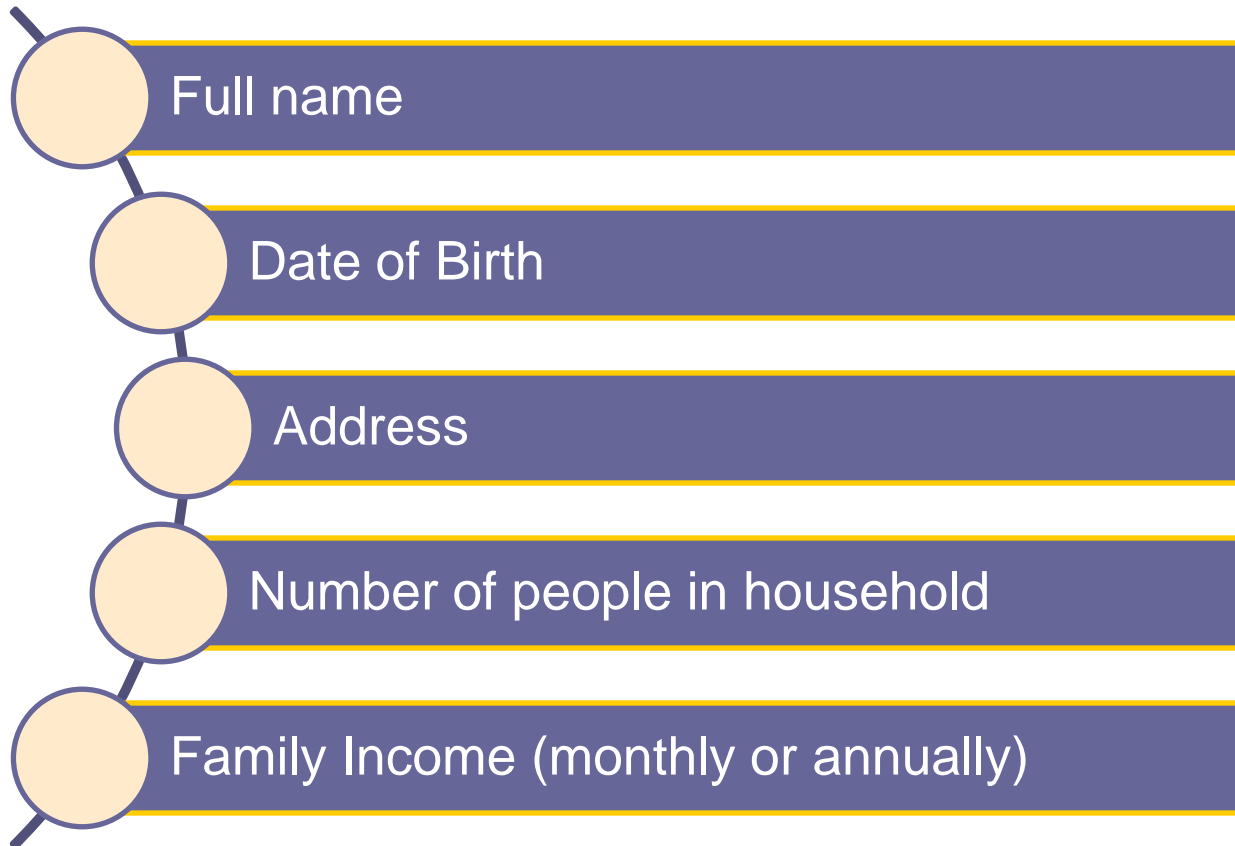 Full name
Date of Birth
Address
Number of people in household
Family Income (monthly or annually)